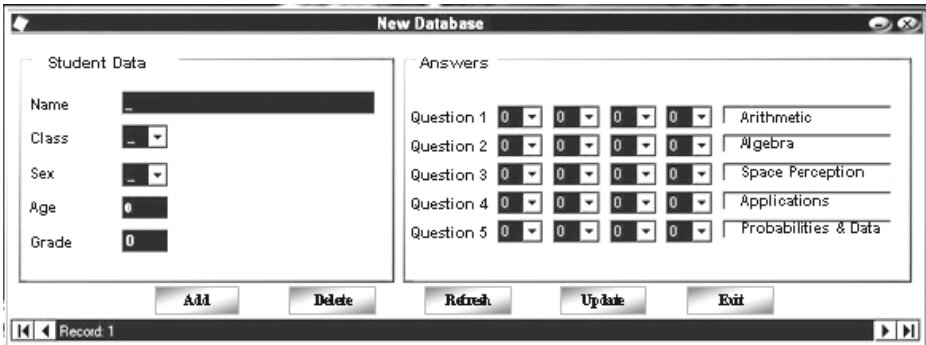 New Database
Student Data
Name _
Class _
Sex _
Age 0
Grade 0
Answers
Question 1 0 0 0 0 Arithmetic
Question 2 0 0 0 0 Algebra
Question 3 0 0 0 0 Space Perception
Question 4 0 0 0 0 Applications
Question 5 0 0 0 0 Probabilities & Data
Add Delete Refresh Update Exit
Record: 1